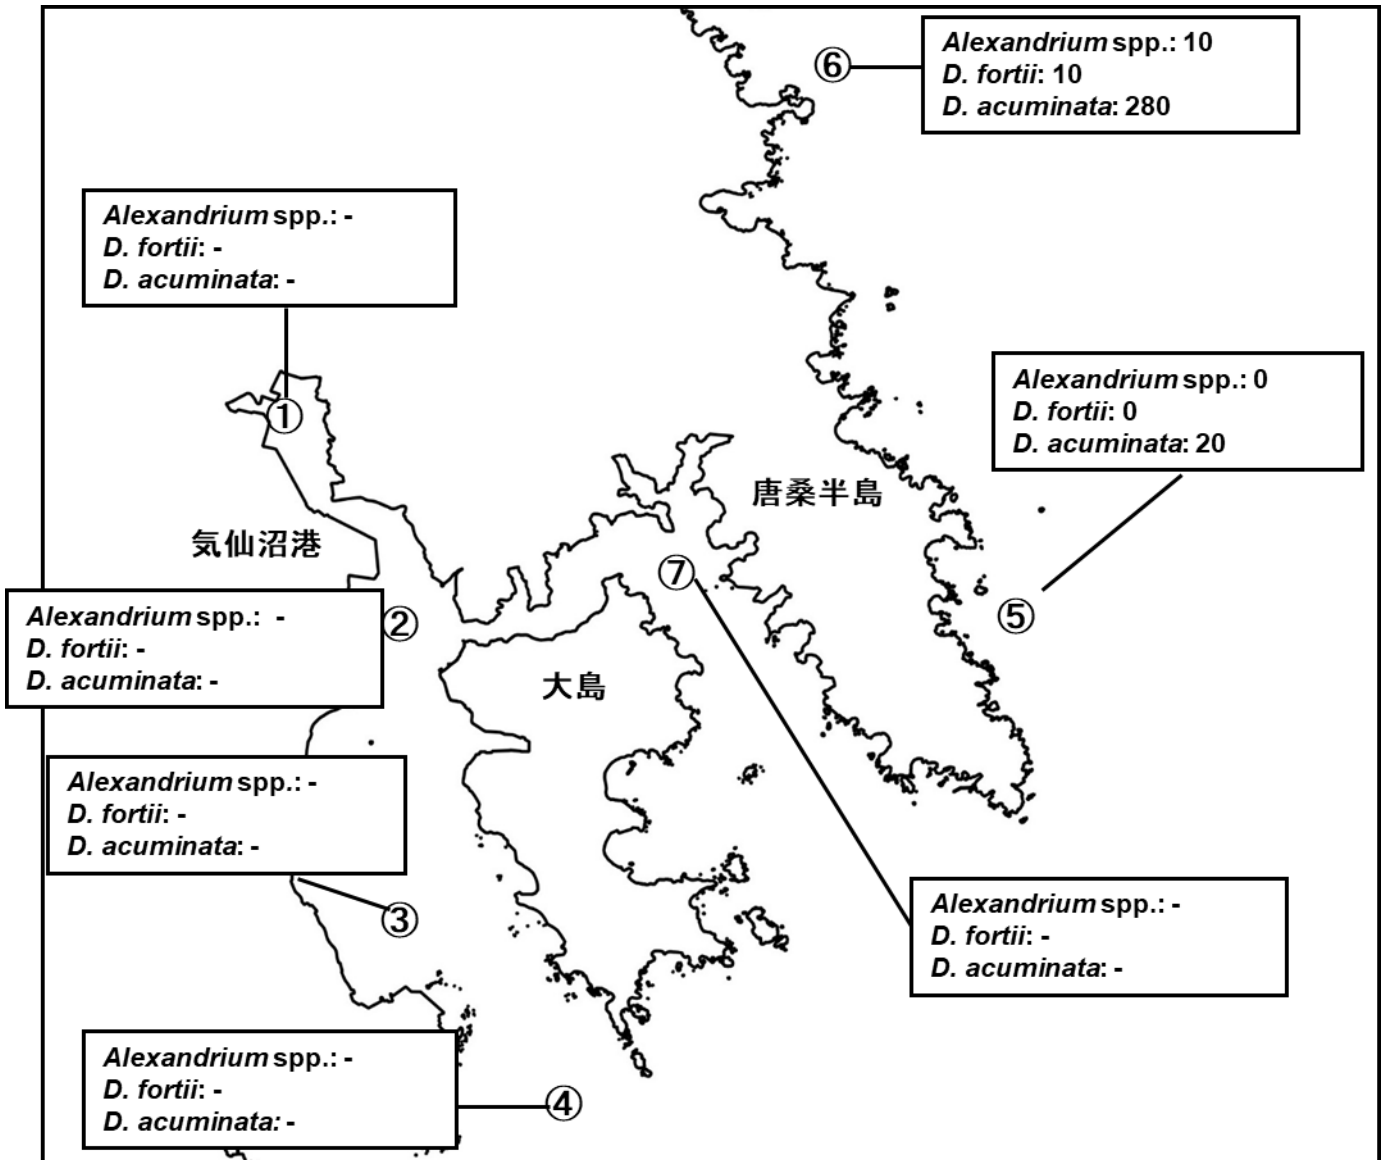 ⑥
Alexandrium spp.: 10
D. fortii: 10
D. acuminata: 280
Alexandrium spp.: -
D. fortii: -
D. acuminata: -
①
Alexandrium spp.: 0
D. fortii: 0
D. acuminata: 20
唐桑半島
気仙沼港
⑦
⑤
Alexandrium spp.: -
D. fortii: -
D. acuminata: -
②
大島
Alexandrium spp.: -
D. fortii: -
D. acuminata: -
③
Alexandrium spp.: -
D. fortii: -
D. acuminata: -
Alexandrium spp.: -
D. fortii: -
D. acuminata: -
④